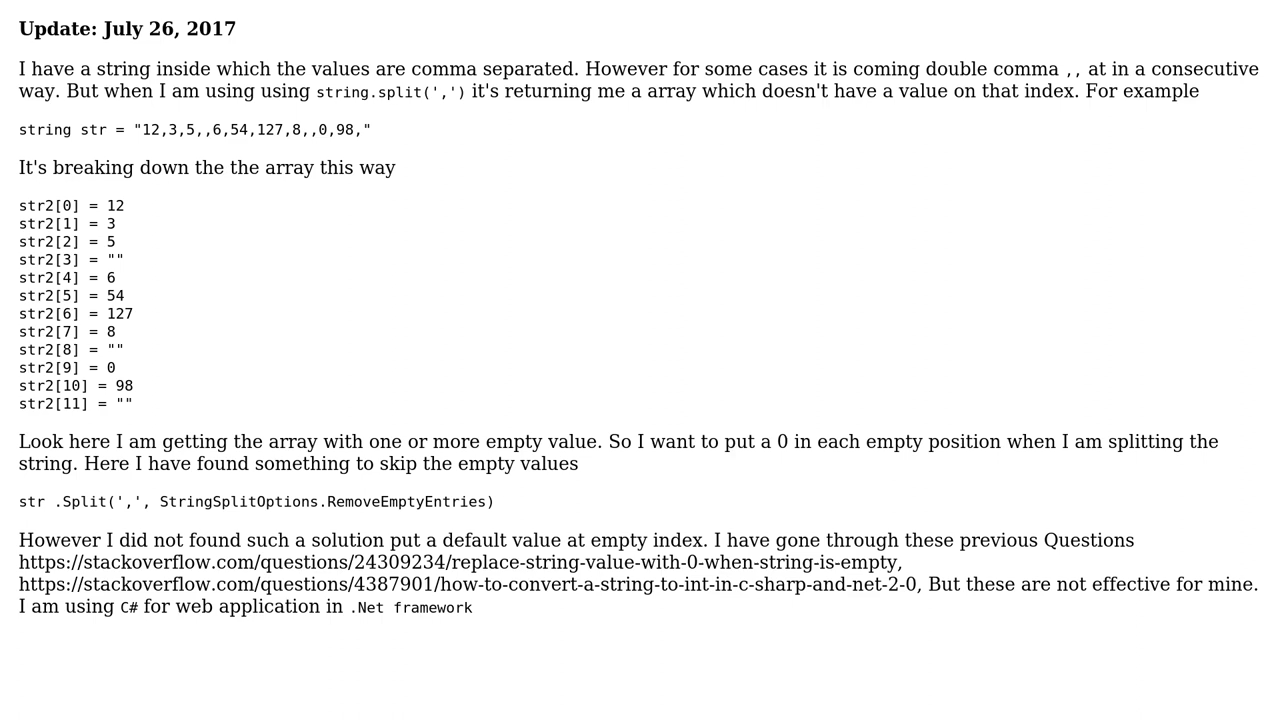 Update: July 26, 2017
I have a string inside which the values are comma separated. However for some cases it is coming double comma ,, at in a consecutive
way. But when I am using using string.split(',') it's returning me a array which doesn't have a value on that index. For example
string str = "12,3,5,,6,54,127,8,,0,98,"
It's breaking down the the array this way
str2[0] = 12
str2[1] = 3
str2[2] = 5
str2[3] = ""
str2[4] = 6
str2[5] = 54
str2[6] = 127
str2[7] = 8
str2[8] = ""
str2[9] = 0
str2[10] = 98
str2[11] = ""
Look here I am getting the array with one or more empty value. So I want to put a 0 in each empty position when I am splitting the
string. Here I have found something to skip the empty values
str .Split(',', StringSplitOptions.RemoveEmptyEntries)
However I did not found such a solution put a default value at empty index. I have gone through these previous Questions
https://stackoverflow.com/questions/24309234/replace-string-value-with-0-when-string-is-empty,
https://stackoverflow.com/questions/4387901/how-to-convert-a-string-to-int-in-c-sharp-and-net-2-0, But these are not effective for mine.
I am using C# for web application in .Net framework